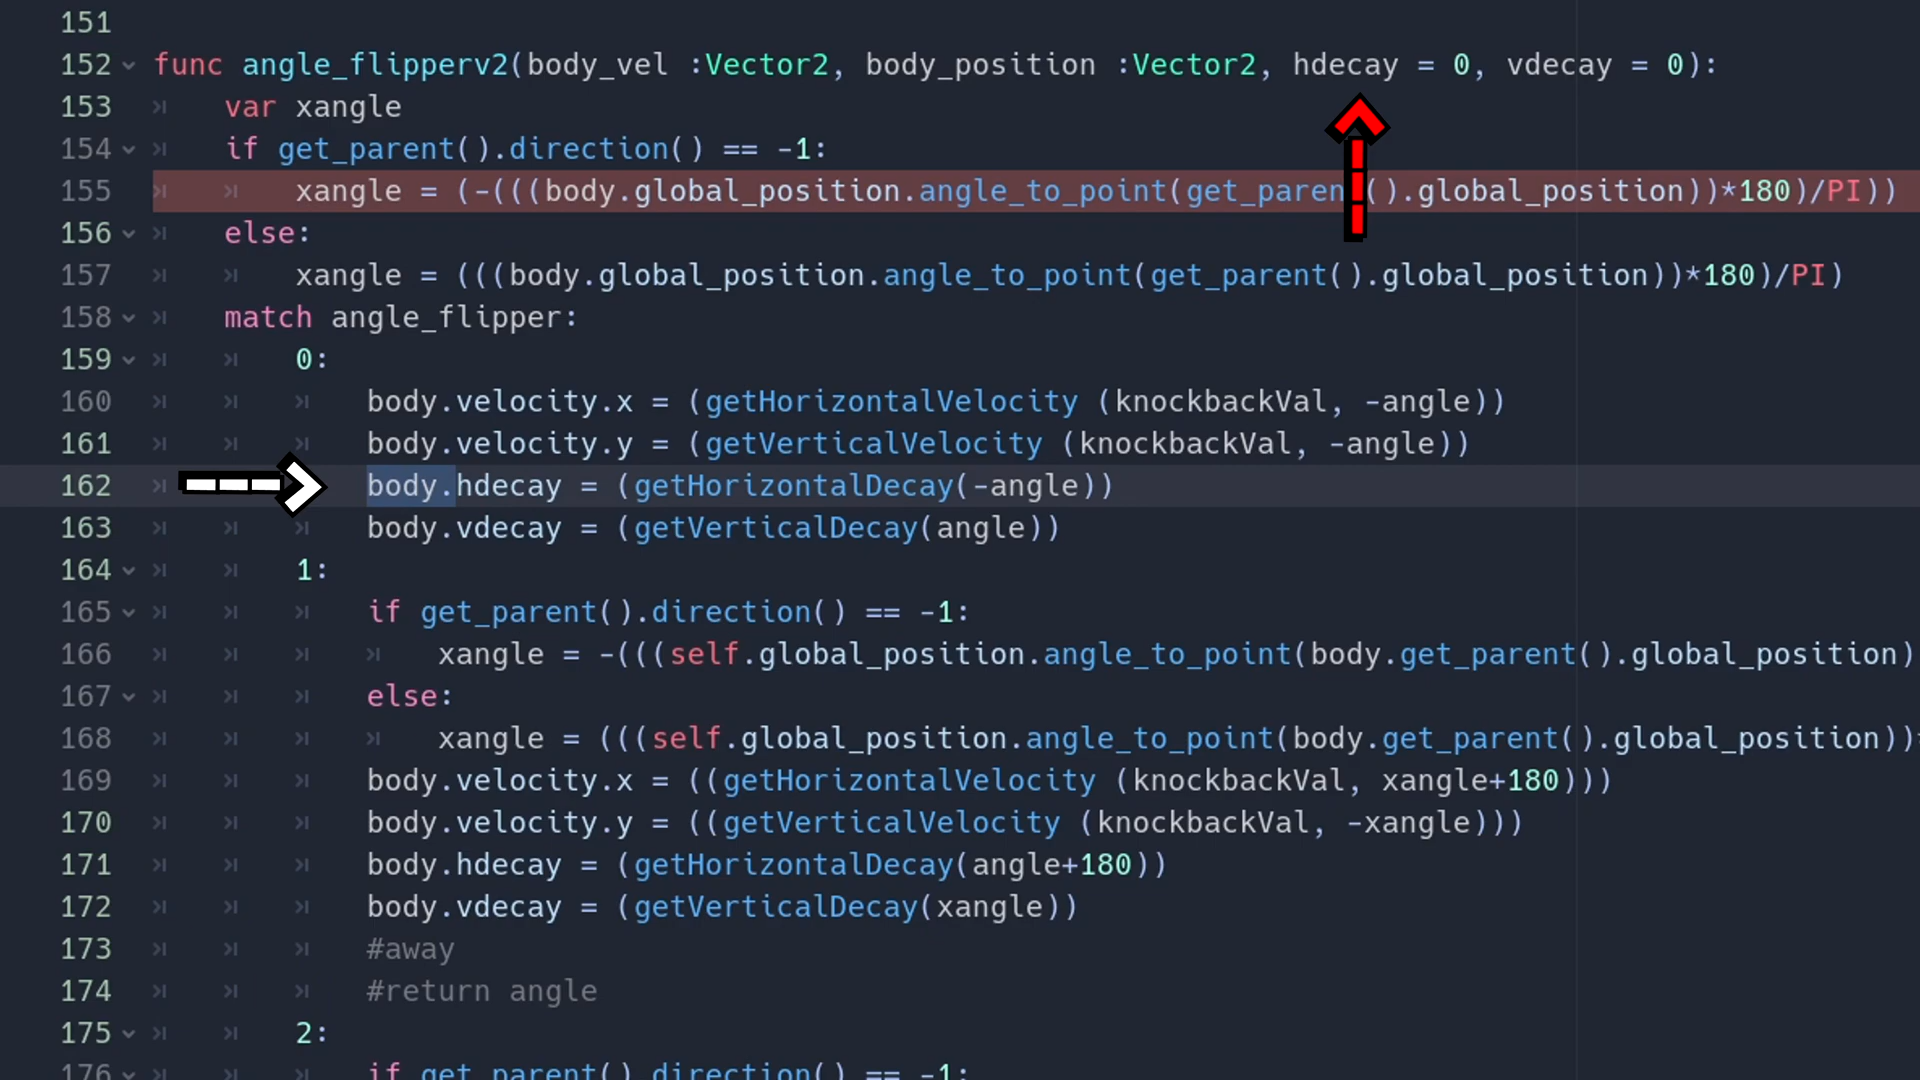 151
152 func angle_flipperv2(body_vel :Vector2, body_position :Vector2, hdecay = 0, vdecay = 0):
153 var xangle
154 if get_parent().direction() == -1:
155 xangle = (-(((body.global_position.angle_to_point(get_parent().global_position))*180)/PI))
156 else:
157 xangle = (((body.global_position.angle_to_point(get_parent().global_position))*180)/PI)
158 match angle_flipper:
159 0:
160 body.velocity.x = (getHorizontalVelocity (knockbackVal, -angle))
161 body.velocity.y = (getVerticalVelocity (knockbackVal, -angle))
162 body.hdecay = (getHorizontalDecay(-angle))
163 body.vdecay = (getVerticalDecay(angle))
164 1:
165 if get_parent().direction() == -1:
166 xangle = -(((self.global_position.angle_to_point(body.get_parent().global_position)
167 else:
168 xangle = (((self.global_position.angle_to_point(body.get_parent().global_position))
169 body.velocity.x = ((getHorizontalVelocity (knockbackVal, xangle+180)))
170 body.velocity.y = ((getVerticalVelocity (knockbackVal, -xangle)))
171 body.hdecay = (getHorizontalDecay(angle+180))
172 body.vdecay = (getVerticalDecay(xangle))
173 #away
174 #return angle
175 2:
176 if get_parent().direction() == -1: